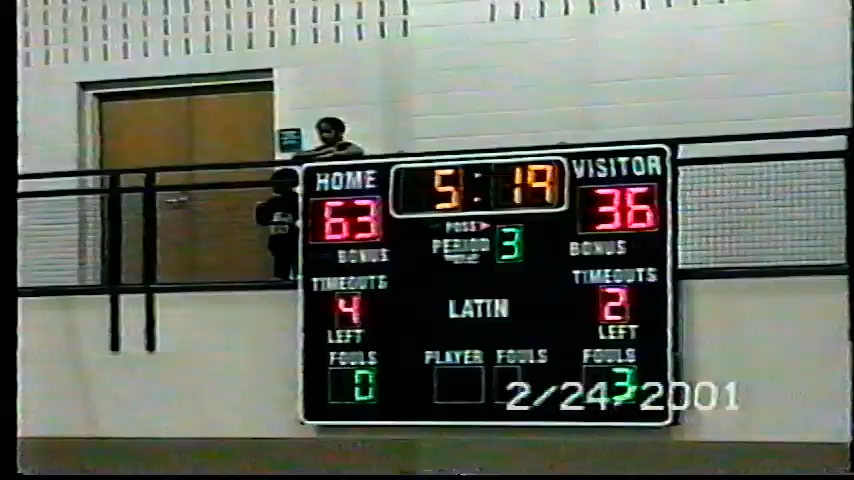 HOME 5:19 VISITOR
63 36
POSS
PERIOD 3
BONUS BONUS
TIMEOUTS TIMEOUTS
4 LATIN 2
LEFT LEFT
FOULS PLAYER FOULS FOULS
0 3
2/24/2001